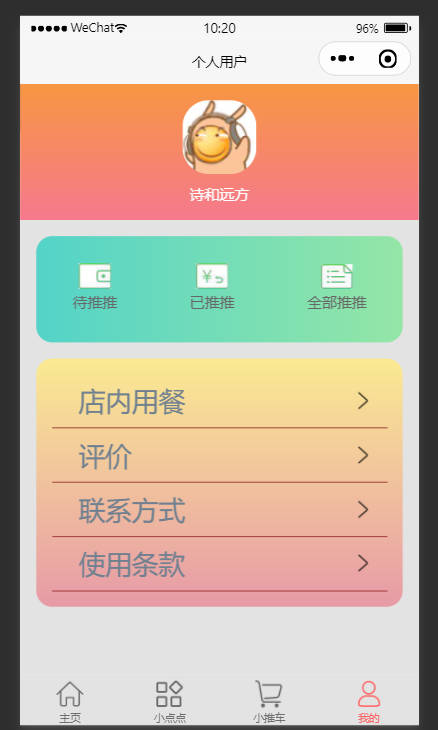 WeChat 10:20 96%
个人用户
诗和远方
待推推 已推推 全部推推
店内用餐
评价
联系方式
使用条款
主页 小点点 小推车 我的